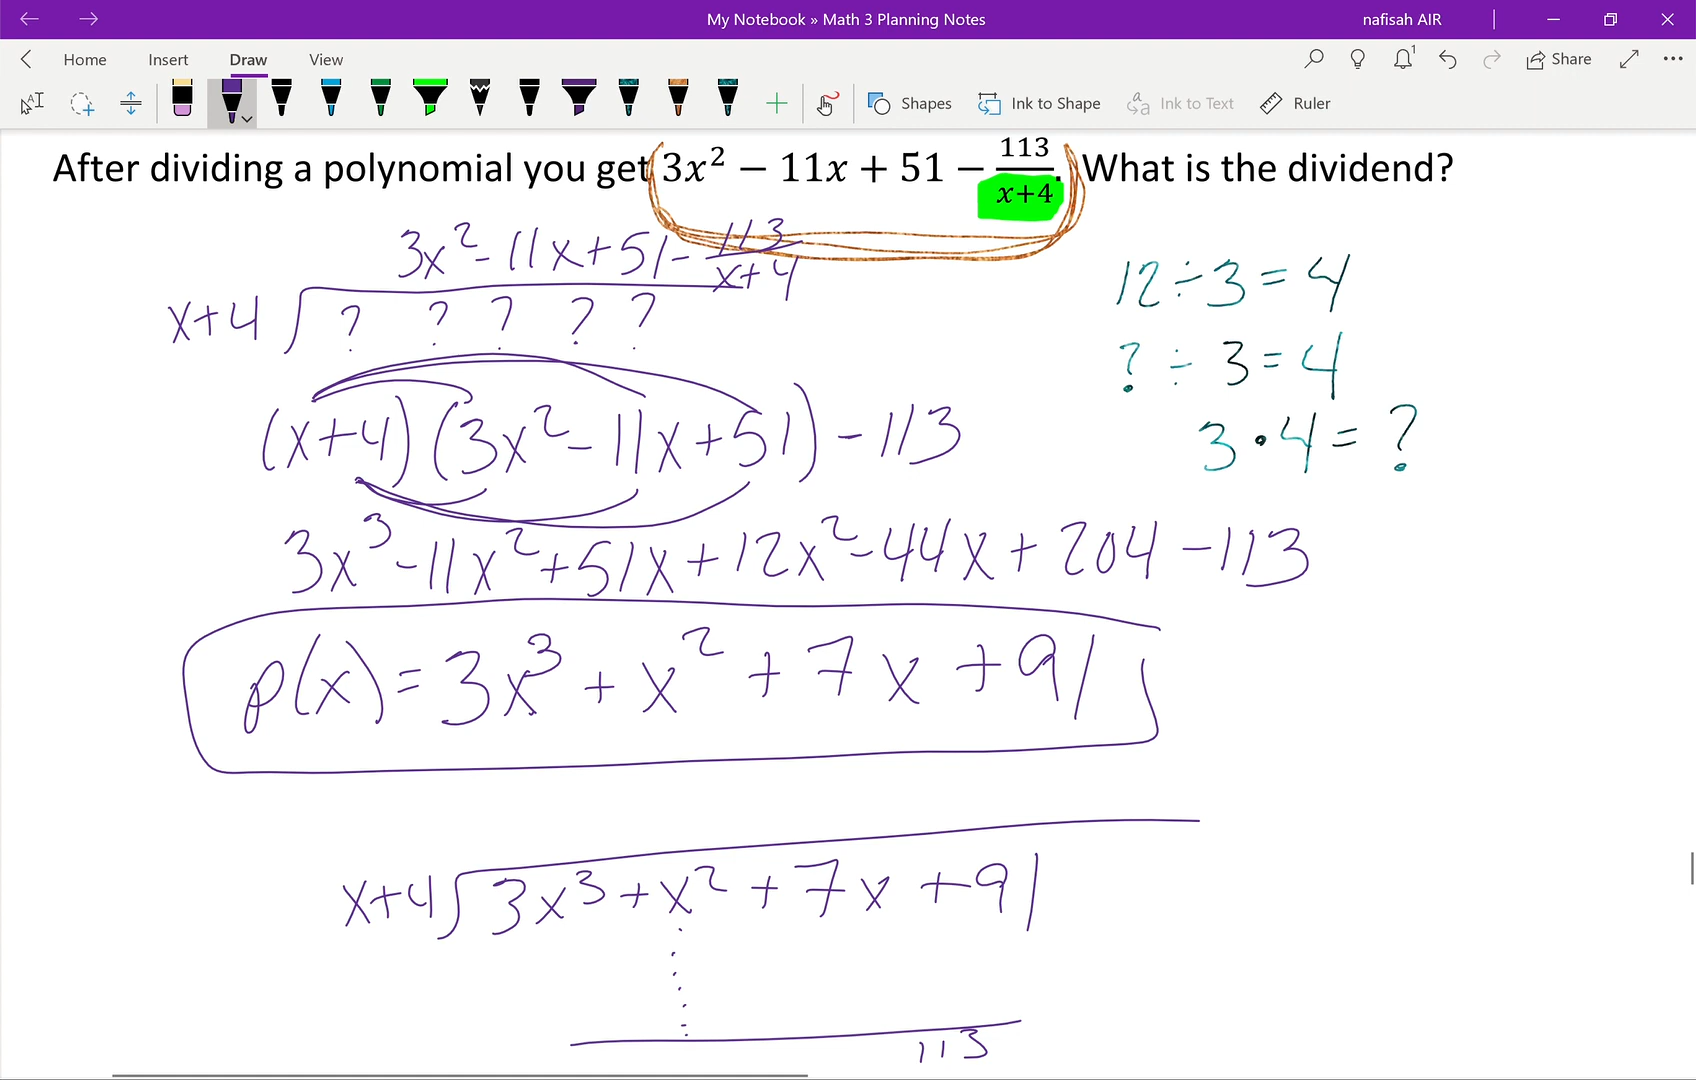 My Notebook » Math 3 Planning Notes
nafisah AIR
Home Insert Draw View
1
Share
Shapes Ink to Shape Ink to Text Ruler
After dividing a polynomial you get 3x² − 11x + 51 − 113/(x+4). What is the dividend?
3x² - 11x + 51 - 113/(x+4)
x+4 ? ? ? ? ?
12 ÷ 3 = 4
? ÷ 3 = 4
3 • 4 = ?
(x+4)(3x² - 11x + 51) - 113
3x³ - 11x² + 51x + 12x² - 44x + 204 - 113
p(x) = 3x³ + x² + 7x + 91
x+4 3x³ + x² + 7x + 91
113